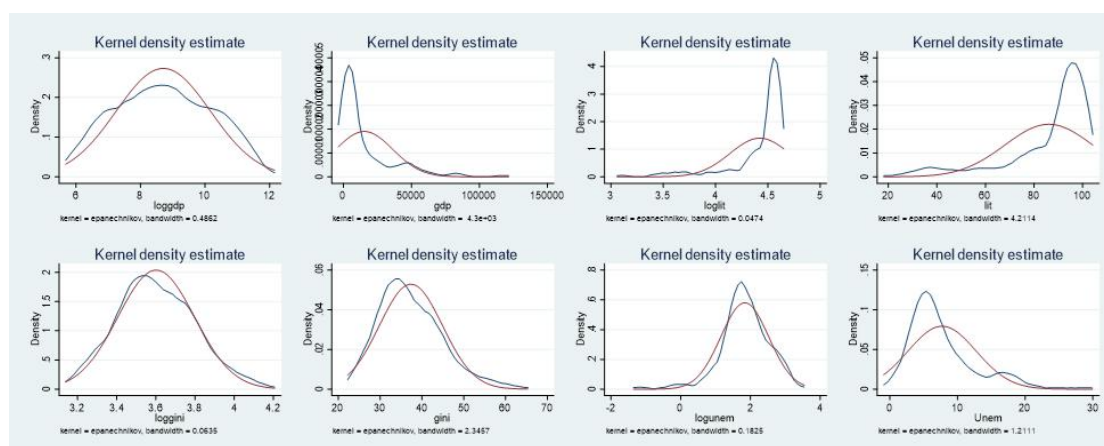 Kernel density estimate
Density
.3
.2
.1
0
6 8 10 12
loggdp
kernel = epanechnikov, bandwidth = 0.4862
Kernel density estimate
Density
0 50000 100000 150000
gdp
kernel = epanechnikov, bandwidth = 4.3e+03
Kernel density estimate
Density
4
3
2
1
0
3 3.5 4 4.5 5
loglit
kernel = epanechnikov, bandwidth = 0.0474
Kernel density estimate
Density
.05
.04
.03
.02
.01
0
20 40 60 80 100
lit
kernel = epanechnikov, bandwidth = 4.2114
Kernel density estimate
Density
2
1.5
1
.5
0
3.2 3.4 3.6 3.8 4 4.2
loggini
kernel = epanechnikov, bandwidth = 0.0635
Kernel density estimate
Density
.06
.04
.02
0
20 30 40 50 60 70
gini
kernel = epanechnikov, bandwidth = 2.3457
Kernel density estimate
Density
.8
.6
.4
.2
0
-2 0 2 4
logunem
kernel = epanechnikov, bandwidth = 0.1825
Kernel density estimate
Density
.15
.1
.05
0
0 10 20 30
Unem
kernel = epanechnikov, bandwidth = 1.2111